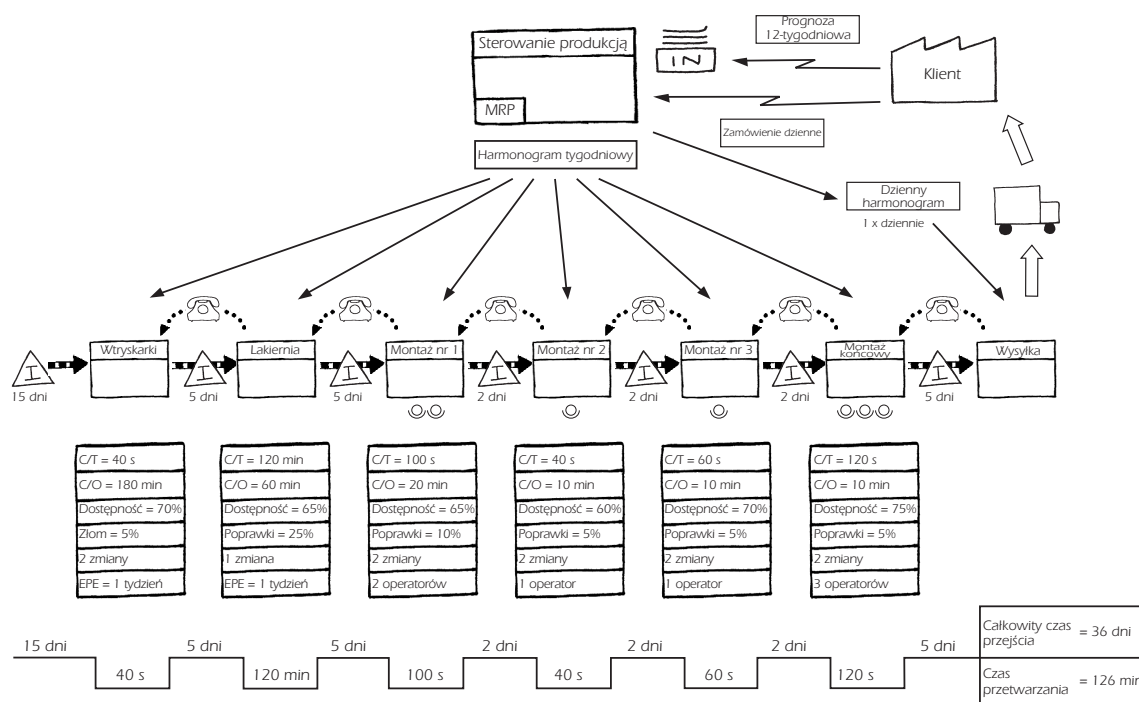 Prognoza
12-tygodniowa
Sterowanie produkcją
IN
Klient
MRP
Zamówienie dzienne
Harmonogram tygodniowy
Dzienny
harmonogram
1 x dziennie
Wtryskarki
Lakiernia
Montaż nr 1
Montaż nr 2
Montaż nr 3
Montaż
końcowy
Wysyłka
I
I
I
I
I
I
I
15 dni
5 dni
5 dni
2 dni
2 dni
2 dni
5 dni
C/T = 40 s
C/O = 180 min
Dostępność = 70%
Złom = 5%
2 zmiany
EPE = 1 tydzień
C/T = 120 min
C/O = 60 min
Dostępność = 65%
Poprawki = 25%
1 zmiana
EPE = 1 tydzień
C/T = 100 s
C/O = 20 min
Dostępność = 65%
Poprawki = 10%
2 zmiany
2 operatorów
C/T = 40 s
C/O = 10 min
Dostępność = 60%
Poprawki = 5%
2 zmiany
1 operator
C/T = 60 s
C/O = 10 min
Dostępność = 70%
Poprawki = 5%
2 zmiany
1 operator
C/T = 120 s
C/O = 10 min
Dostępność = 75%
Poprawki = 5%
2 zmiany
3 operatorów
15 dni
5 dni
5 dni
2 dni
2 dni
2 dni
5 dni
40 s
120 min
100 s
40 s
60 s
120 s
Całkowity czas
przejścia = 36 dni
Czas
przetwarzania = 126 min